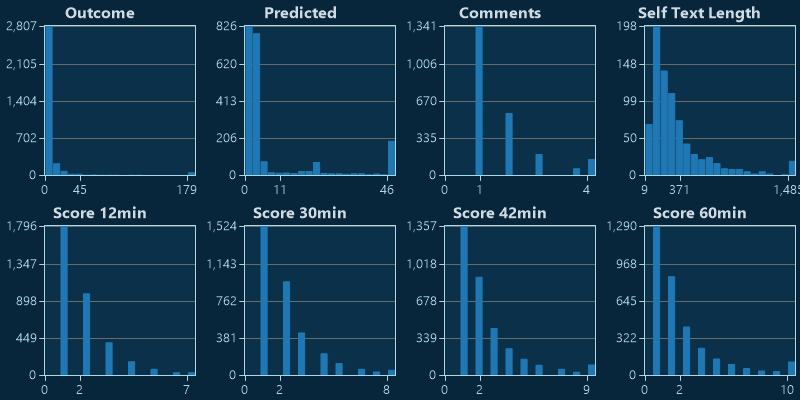 Outcome
2,807
2,105
1,404
702
0
0 45 179
Predicted
826
620
413
206
0
0 11 46
Comments
1,341
1,006
670
335
0
0 1 4
Self Text Length
198
148
99
50
0
9 371 1,485
Score 12min
1,796
1,347
898
449
0
0 2 7
Score 30min
1,524
1,143
762
381
0
0 2 8
Score 42min
1,357
1,018
678
339
0
0 2 9
Score 60min
1,290
968
645
322
0
0 2 10